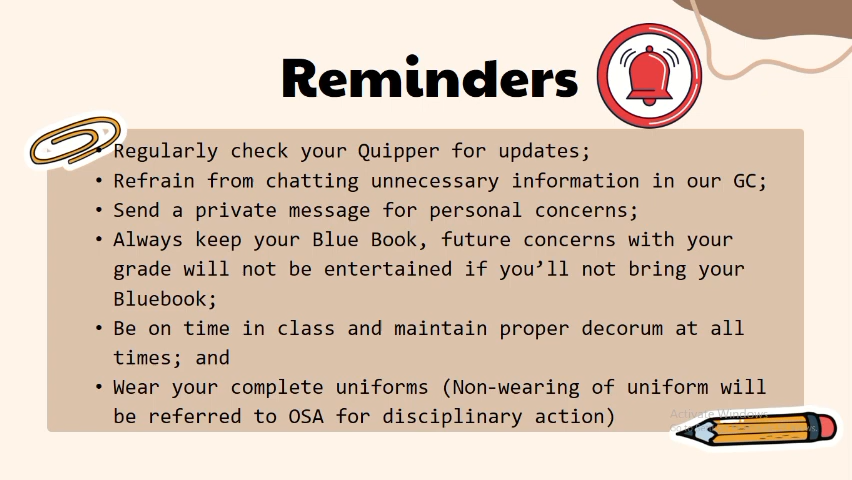 Reminders
• Regularly check your Quipper for updates;
• Refrain from chatting unnecessary information in our GC;
• Send a private message for personal concerns;
• Always keep your Blue Book, future concerns with your
grade will not be entertained if you’ll not bring your
Bluebook;
• Be on time in class and maintain proper decorum at all
times; and
• Wear your complete uniforms (Non-wearing of uniform will
be referred to OSA for disciplinary action)
Activate Windows